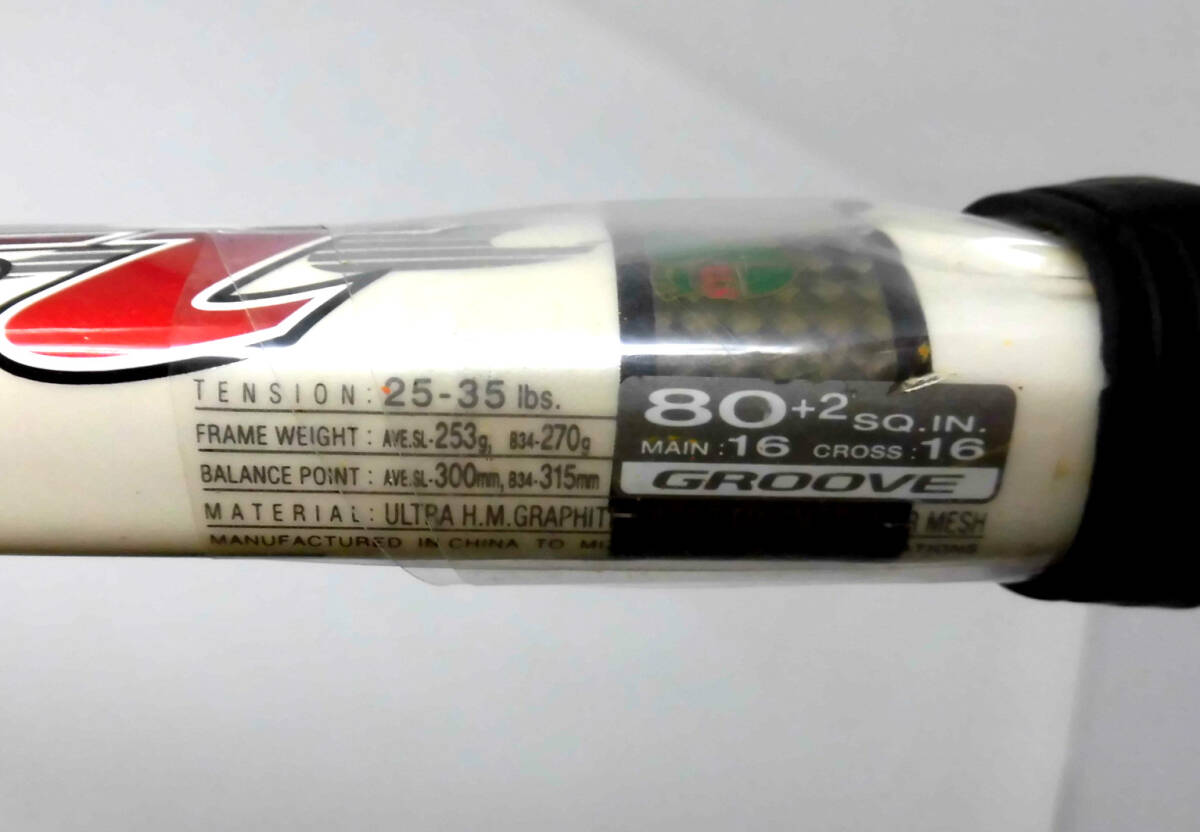 TENSION: 25-35 lbs.
FRAME WEIGHT : AVE.SL-253g, B34-270g
BALANCE POINT : AVE.SL-300mm, B34-315mm
MATERIAL: ULTRA H.M.GRAPHIT MESH
MANUFACTURED IN CHINA TO
80+2 SQ.IN.
MAIN :16 CROSS :16
GROOVE